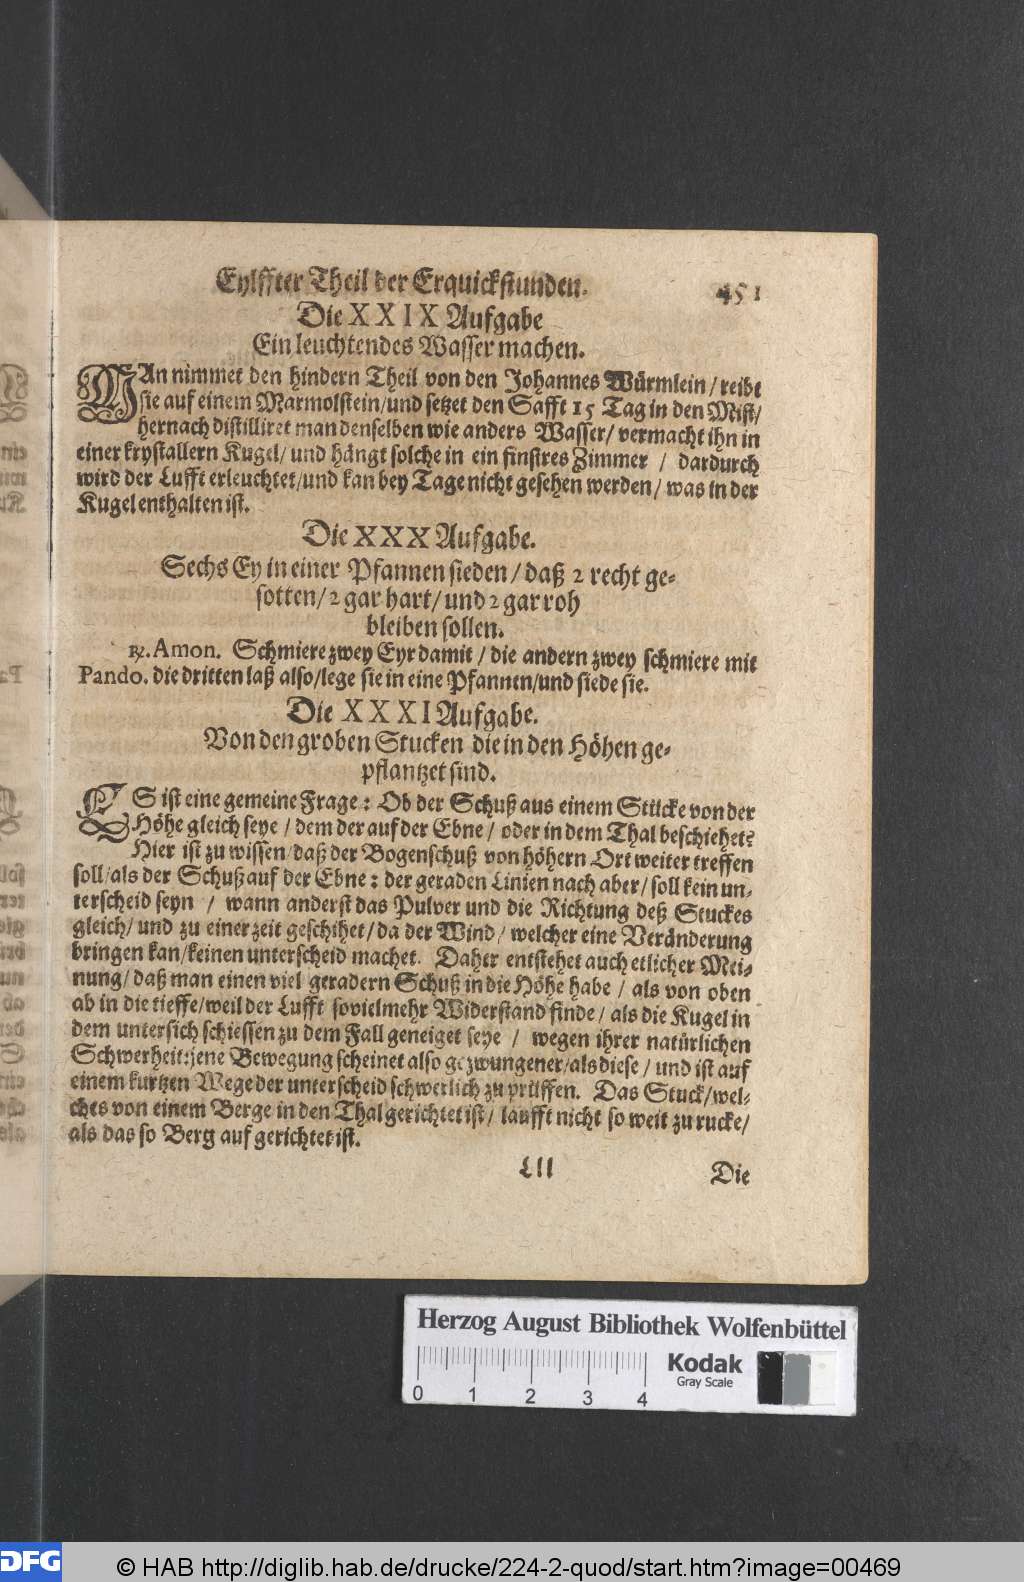 Eylffter Theil der Erquickstunden. 451
Die XXIX Aufgabe
Ein leuchtendes Wasser machen.
MAn nimmet den hindern Theil von den Johannes Würmlein/ reibt
sie auf einem Marmolstein/und setzet den Safft 15 Tag in den Mist/
hernach distilliret man denselben wie anders Wasser/ vermacht ihn in
einer krystallern Kugel/ und hängt solche in ein finstres Zimmer / dardurch
wird der Lufft erleuchtet/und kan bey Tage nicht gesehen werden/ was in der
Kugel enthalten ist.
Die XXX Aufgabe.
Sechs Ey in einer Pfannen sieden/ daß 2 recht ge-
sotten/ 2 gar hart/ und 2 gar roh
bleiben sollen.
℞. Amon. Schmiere zwey Eyr damit / die andern zwey schmiere mit
Pando. die dritten laß also/lege sie in eine Pfannen/und siede sie.
Die XXXI Aufgabe.
Von den groben Stucken die in den Höhen ge-
pflantzet sind.
ES ist eine gemeine Frage: Ob der Schuß aus einem Stücke von der
Höhe gleich seye / dem der auf der Ebne / oder in dem Thal beschiehet?
Hier ist zu wissen/daß der Bogenschuß von höhern Ort weiter treffen
soll/als der Schuß auf der Ebne: der geraden Linien nach aber/ soll kein un-
terscheid seyn / wann anderst das Pulver und die Richtung deß Stuckes
gleich/ und zu einer zeit geschihet/ da der Wind/ welcher eine Veränderung
bringen kan/keinen unterscheid machet. Daher entstehet auch etlicher Mei-
nung/ daß man einen viel geradern Schuß in die Höhe habe / als von oben
ab in die tieffe/weil der Lufft sovielmehr Widerstand finde/ als die Kugel in
dem untersich schiessen zu dem Fall geneiget seye / wegen ihrer natürlichen
Schwerheit: jene Bewegung scheinet also gezwungener/als diese / und ist auf
einem kurtzen Wege der unterscheid schwerlich zu prüffen. Das Stuck/wel-
ches von einem Berge in den Thal gerichtet ist/ laufft nicht so weit zu rucke/
als das so Berg auf gerichtet ist.
Lll Die
Herzog August Bibliothek Wolfenbüttel
Kodak
Gray Scale
0 1 2 3 4
DFG © HAB http://diglib.hab.de/drucke/224-2-quod/start.htm?image=00469